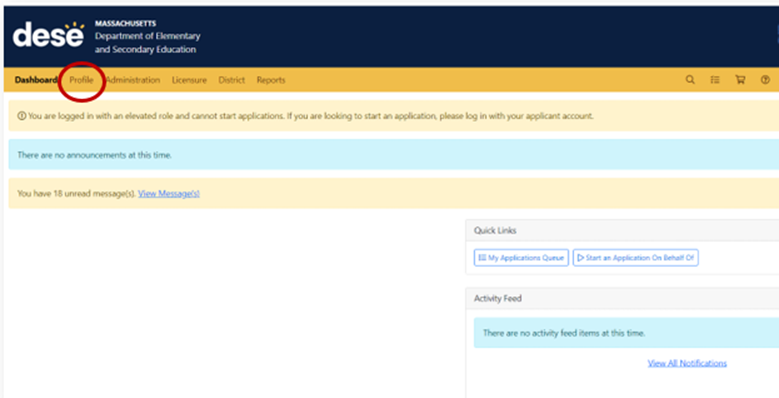 dese
MASSACHUSETTS
Department of Elementary
and Secondary Education
Dashboard Profile Administration Licensure District Reports
You are logged in with an elevated role and cannot start applications. If you are looking to start an application, please log in with your applicant account.
There are no announcements at this time.
You have 18 unread message(s). View Message(s)
Quick Links
My Applications Queue Start an Application On Behalf Of
Activity Feed
There are no activity feed items at this time.
View All Notifications